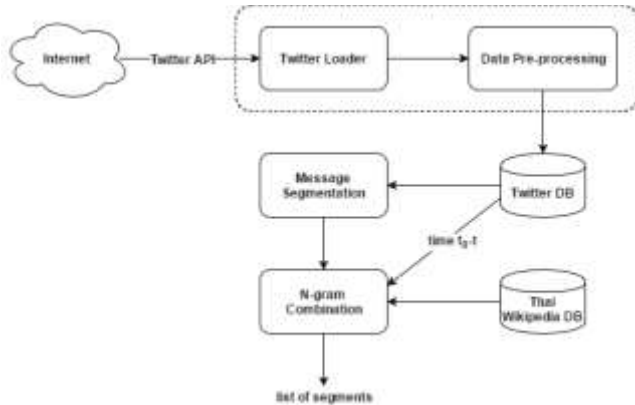 Internet
Twitter API
Twitter Loader
Data Pre-processing
Message
Segmentation
Twitter DB
time t₀-t
N-gram
Combination
Thai
Wikipedia DB
list of segments